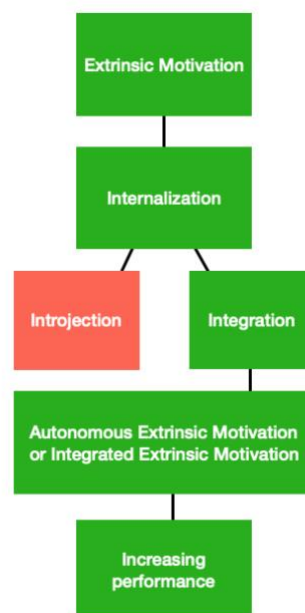 Extrinsic Motivation
Internalization
Introjection
Integration
Autonomous Extrinsic Motivation
or Integrated Extrinsic Motivation
Increasing
performance